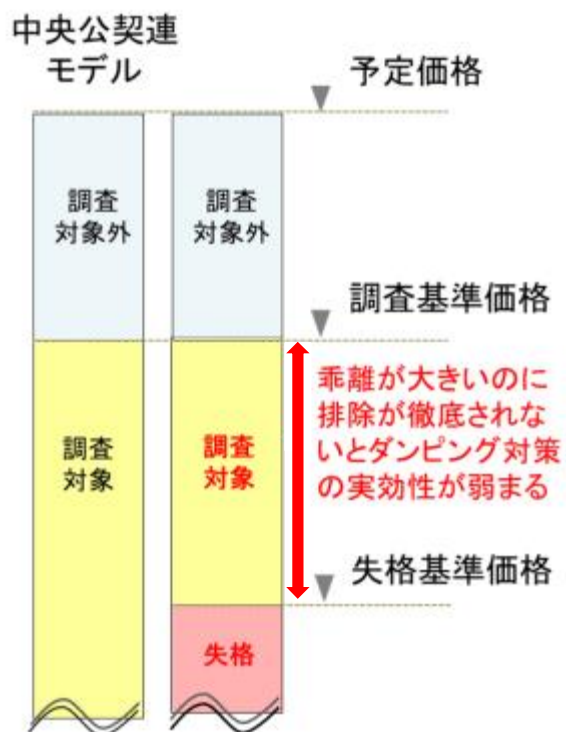 中央公契連
モデル
予定価格
調査
対象外
調査
対象外
調査基準価格
乖離が大きいのに
排除が徹底されな
いとダンピング対策
の実効性が弱まる
調査
対象
調査
対象
失格基準価格
失格